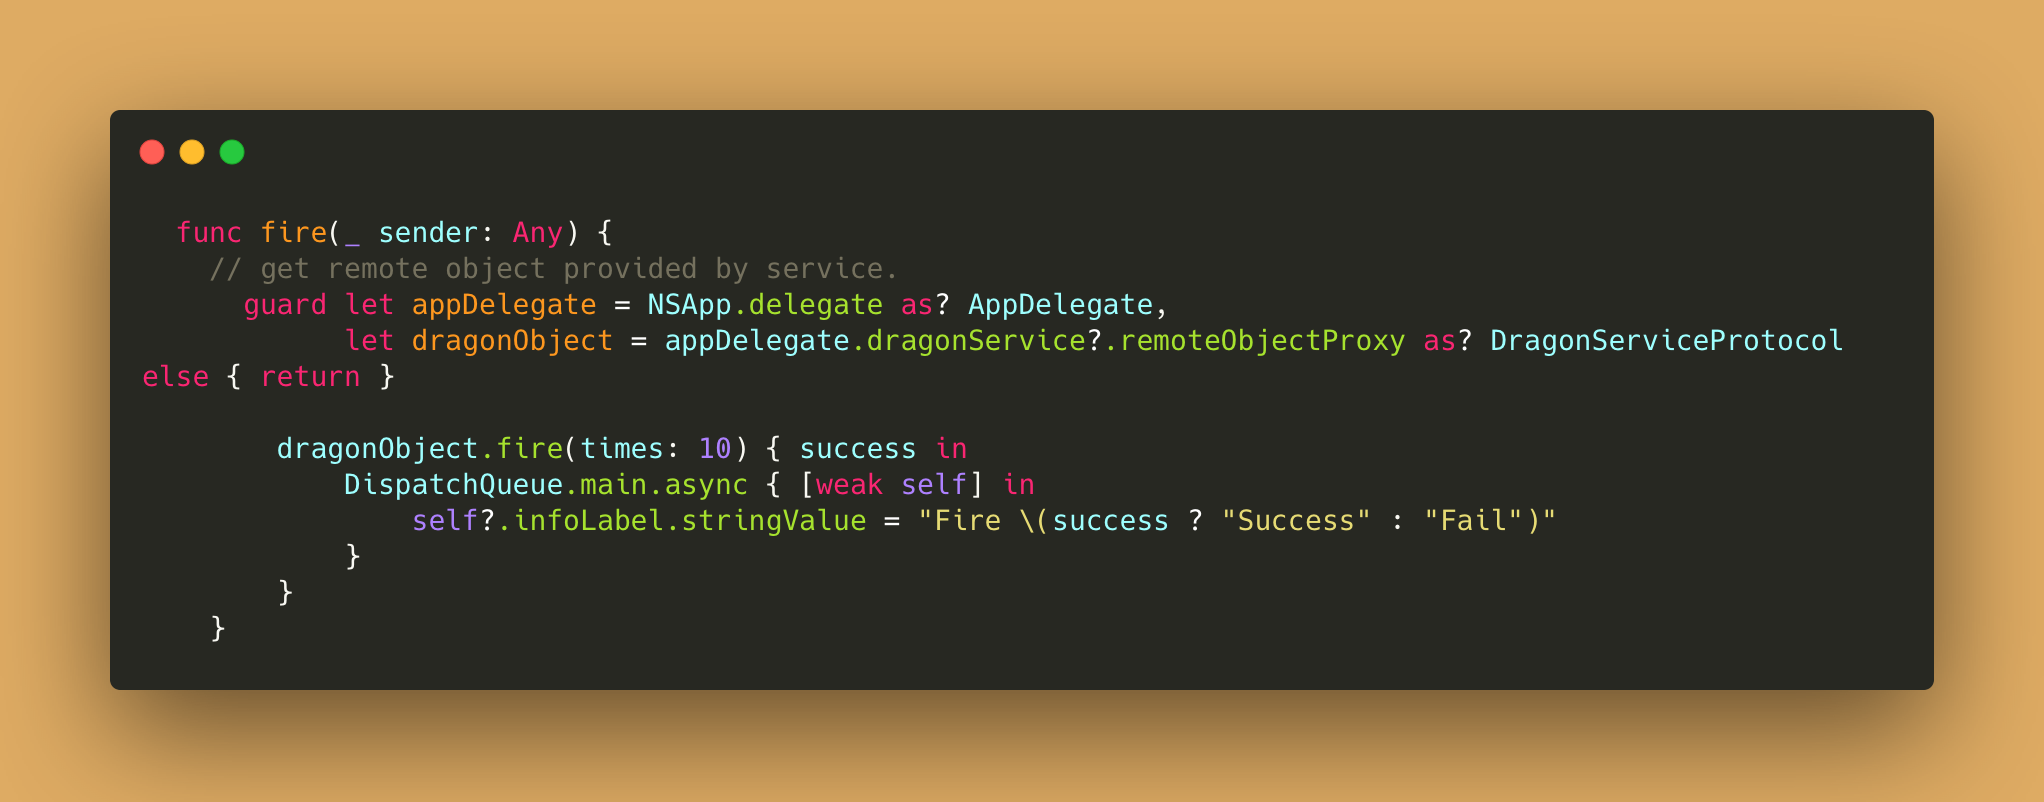 func fire(_ sender: Any) {
// get remote object provided by service.
guard let appDelegate = NSApp.delegate as? AppDelegate,
let dragonObject = appDelegate.dragonService?.remoteObjectProxy as? DragonServiceProtocol
else { return }
dragonObject.fire(times: 10) { success in
DispatchQueue.main.async { [weak self] in
self?.infoLabel.stringValue = "Fire \(success ? "Success" : "Fail")"
}
}
}